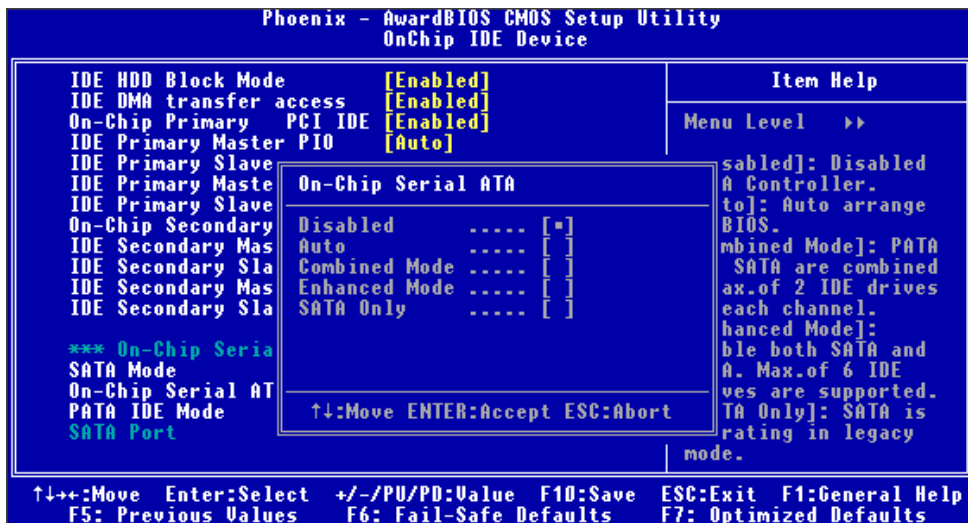 Phoenix - AwardBIOS CMOS Setup Utility
OnChip IDE Device
IDE HDD Block Mode [Enabled]
IDE DMA transfer access [Enabled]
On-Chip Primary PCI IDE [Enabled]
IDE Primary Master PIO [Auto]
IDE Primary Slave
IDE Primary Maste
IDE Primary Slave
On-Chip Secondary
IDE Secondary Mas
IDE Secondary Sla
IDE Secondary Mas
IDE Secondary Sla
*** On-Chip Seria
SATA Mode
On-Chip Serial AT
PATA IDE Mode
SATA Port
On-Chip Serial ATA
Disabled ..... [▪]
Auto ..... [ ]
Combined Mode ..... [ ]
Enhanced Mode ..... [ ]
SATA Only ..... [ ]
↑↓:Move ENTER:Accept ESC:Abort
Item Help
Menu Level ▸▸
sabled]: Disabled
A Controller.
to]: Auto arrange
BIOS.
mbined Mode]: PATA
SATA are combined
ax.of 2 IDE drives
each channel.
hanced Mode]:
ble both SATA and
A. Max.of 6 IDE
ves are supported.
TA Only]: SATA is
rating in legacy
mode.
↑↓→←:Move Enter:Select +/-/PU/PD:Value F10:Save ESC:Exit F1:General Help
F5: Previous Values F6: Fail-Safe Defaults F7: Optimized Defaults